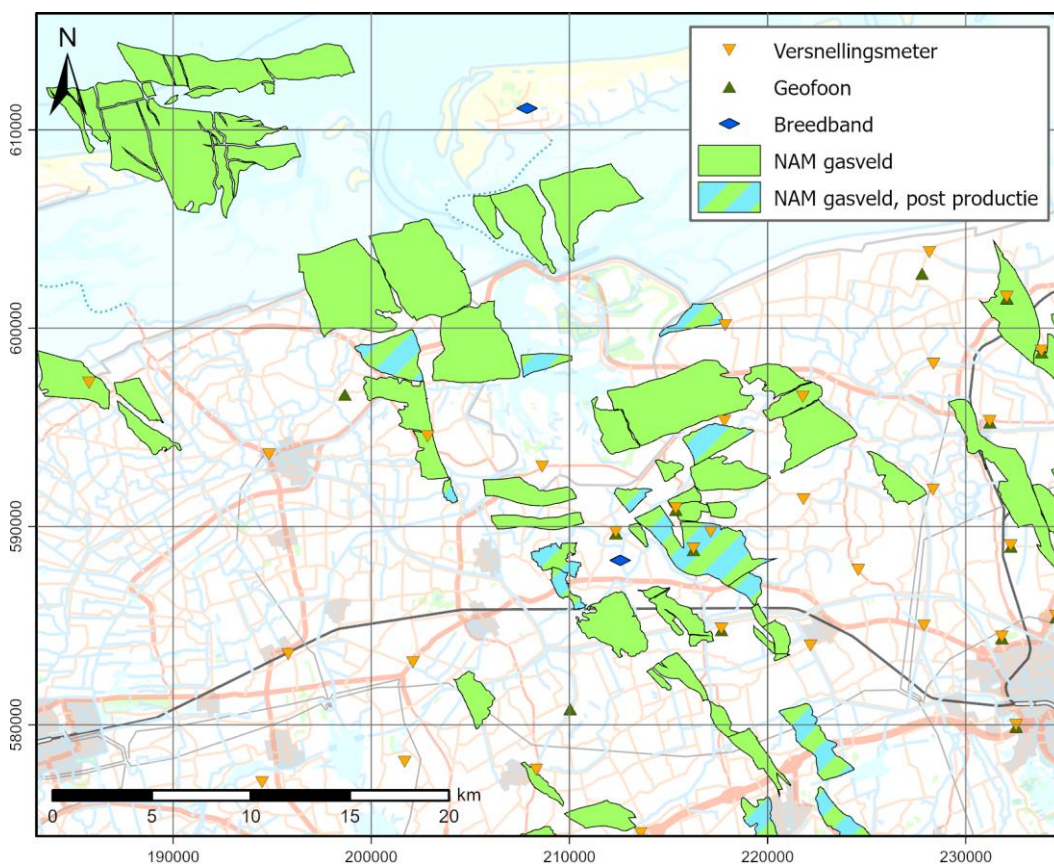 N
Versnellingsmeter
Geofoon
Breedband
NAM gasveld
NAM gasveld, post productie
610000
600000
590000
580000
0 5 10 15 20 km
190000 200000 210000 220000 230000